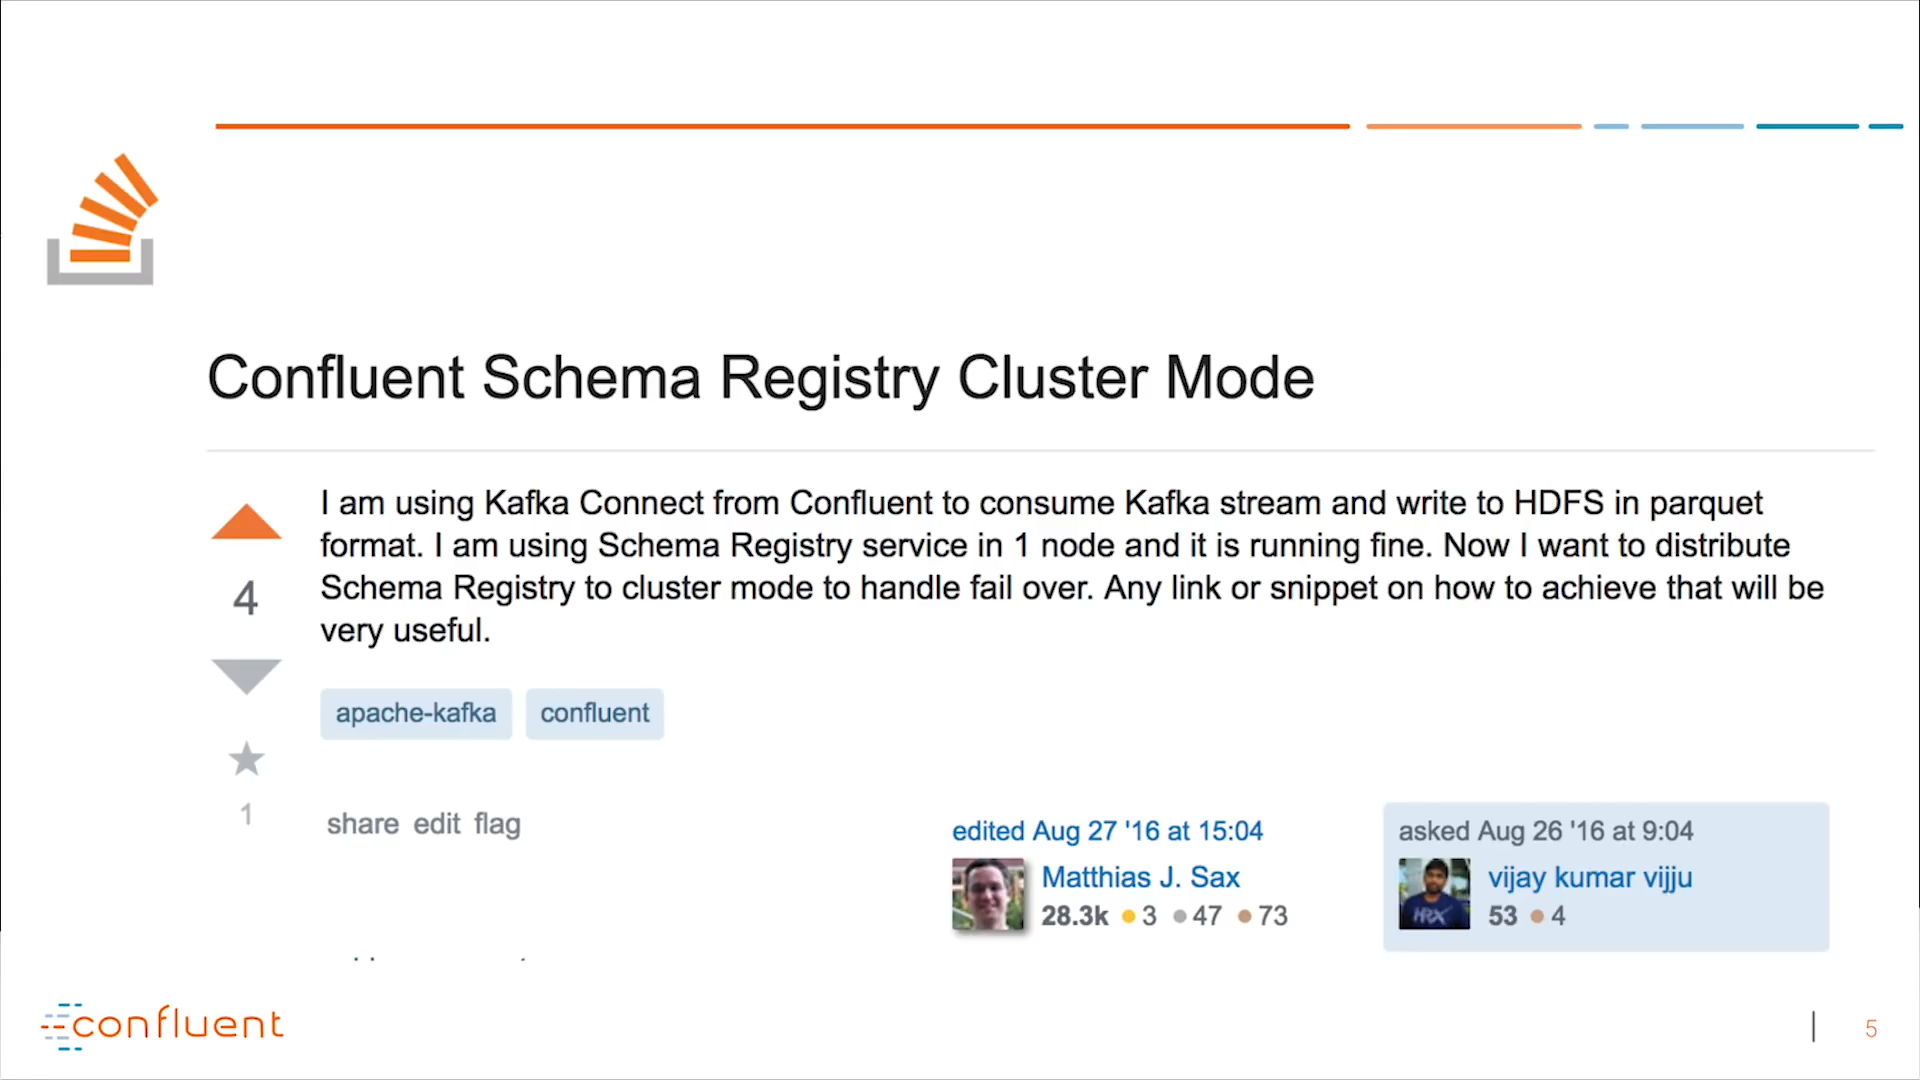 Confluent Schema Registry Cluster Mode
I am using Kafka Connect from Confluent to consume Kafka stream and write to HDFS in parquet
format. I am using Schema Registry service in 1 node and it is running fine. Now I want to distribute
Schema Registry to cluster mode to handle fail over. Any link or snippet on how to achieve that will be
very useful.
4
apache-kafka confluent
1
share edit flag
edited Aug 27 '16 at 15:04
Matthias J. Sax
28.3k 3 47 73
asked Aug 26 '16 at 9:04
vijay kumar vijju
53 4
HRX
confluent
5